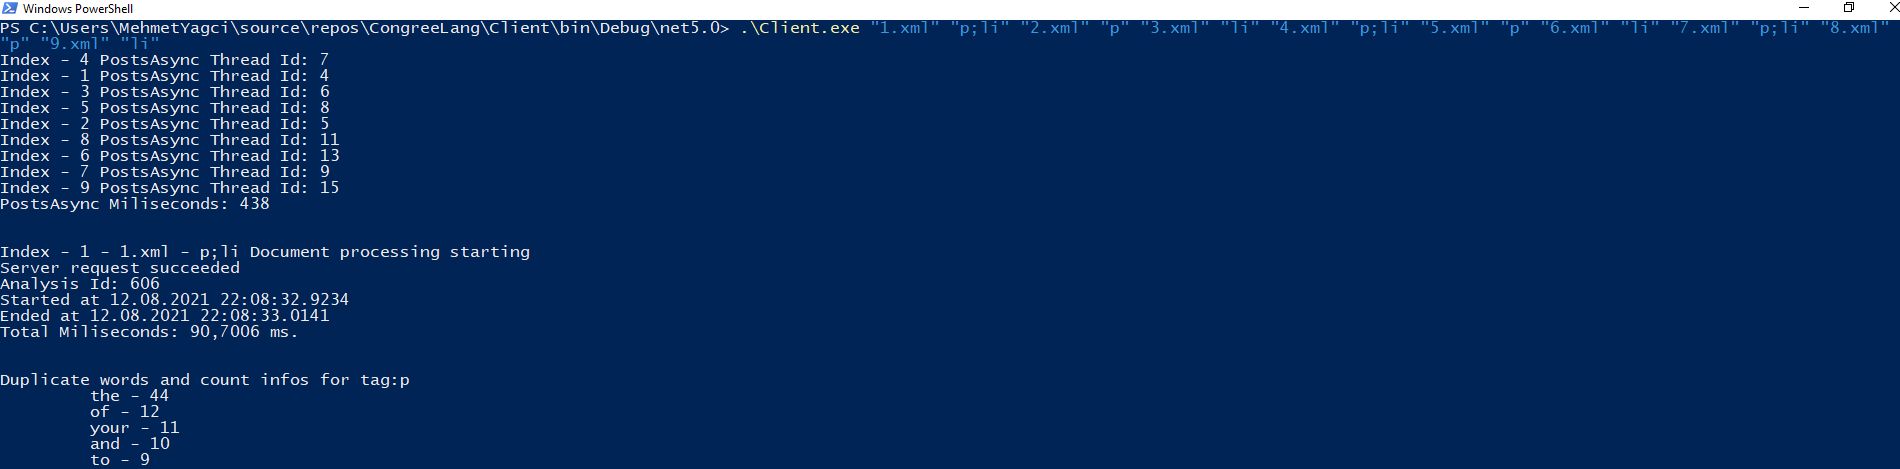 Windows PowerShell
PS C:\Users\MehmetYagci\source\repos\CongreeLang\Client\bin\Debug\net5.0> .\Client.exe "1.xml" "p;li" "2.xml" "p" "3.xml" "li" "4.xml" "p;li" "5.xml" "p" "6.xml" "li" "7.xml" "p;li" "8.xml"
"p" "9.xml" "li"
Index - 4 PostsAsync Thread Id: 7
Index - 1 PostsAsync Thread Id: 4
Index - 3 PostsAsync Thread Id: 6
Index - 5 PostsAsync Thread Id: 8
Index - 2 PostsAsync Thread Id: 5
Index - 8 PostsAsync Thread Id: 11
Index - 6 PostsAsync Thread Id: 13
Index - 7 PostsAsync Thread Id: 9
Index - 9 PostsAsync Thread Id: 15
PostsAsync Miliseconds: 438
Index - 1 - 1.xml - p;li Document processing starting
Server request succeeded
Analysis Id: 606
Started at 12.08.2021 22:08:32.9234
Ended at 12.08.2021 22:08:33.0141
Total Miliseconds: 90,7006 ms.
Duplicate words and count infos for tag:p
the - 44
of - 12
your - 11
and - 10
to - 9